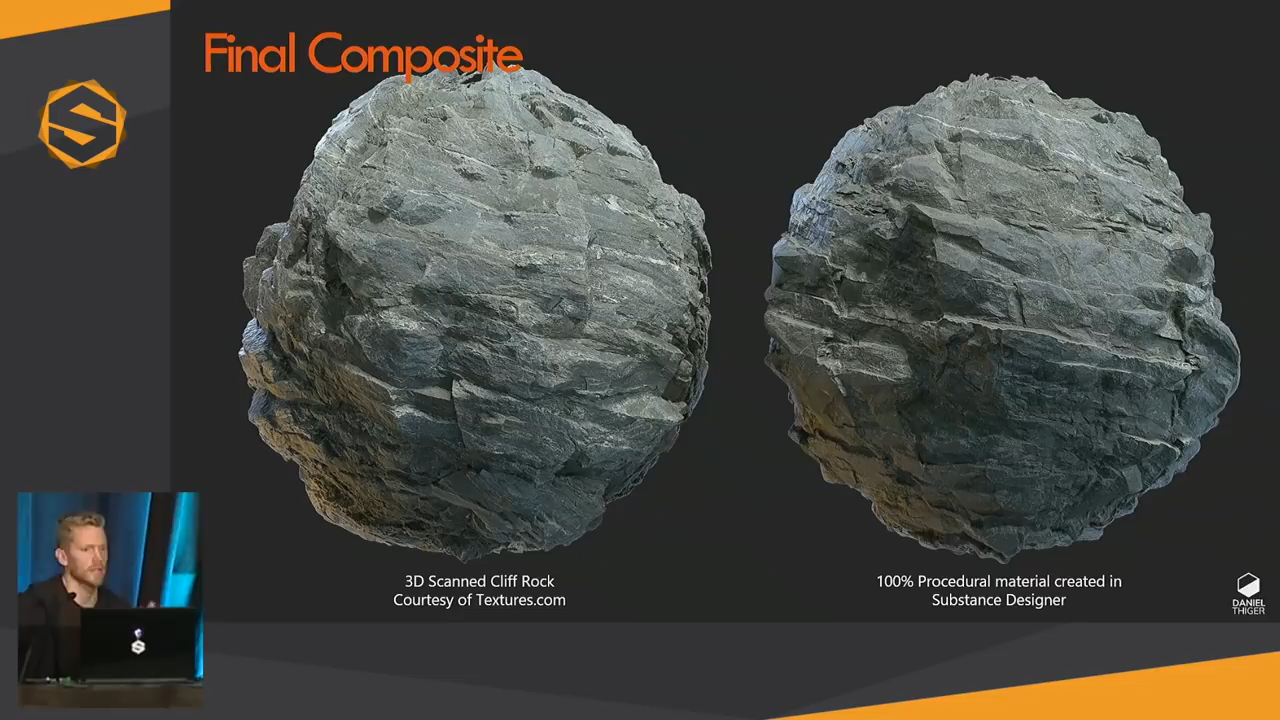 Final Composite
3D Scanned Cliff Rock
Courtesy of Textures.com
100% Procedural material created in
Substance Designer
DANIEL
THIGER